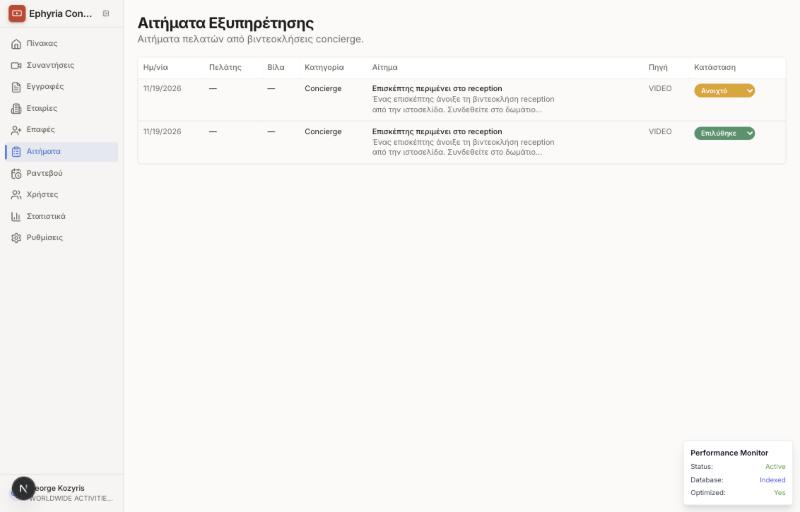 Ephyria Con...
Πίνακας
Συναντήσεις
Εγγραφές
Εταιρίες
Επαφές
Αιτήματα
Ραντεβού
Χρήστες
Στατιστικά
Ρυθμίσεις
N
eorge Kozyris
WORLDWIDE ACTIVITIE...
Αιτήματα Εξυπηρέτησης
Αιτήματα πελατών από βιντεοκλήσεις concierge.
Ημ/νία Πελάτης Βίλα Κατηγορία Αίτημα Πηγή Κατάσταση
11/19/2026 — — Concierge Επισκέπτης περιμένει στο reception VIDEO Ανοιχτό
Ένας επισκέπτης άνοιξε τη βιντεοκλήση reception
από την ιστοσελίδα. Συνδεθείτε στο δωμάτιο...
11/19/2026 — — Concierge Επισκέπτης περιμένει στο reception VIDEO Επιλύθηκε
Ένας επισκέπτης άνοιξε τη βιντεοκλήση reception
από την ιστοσελίδα. Συνδεθείτε στο δωμάτιο...
Performance Monitor
Status: Active
Database: Indexed
Optimized: Yes